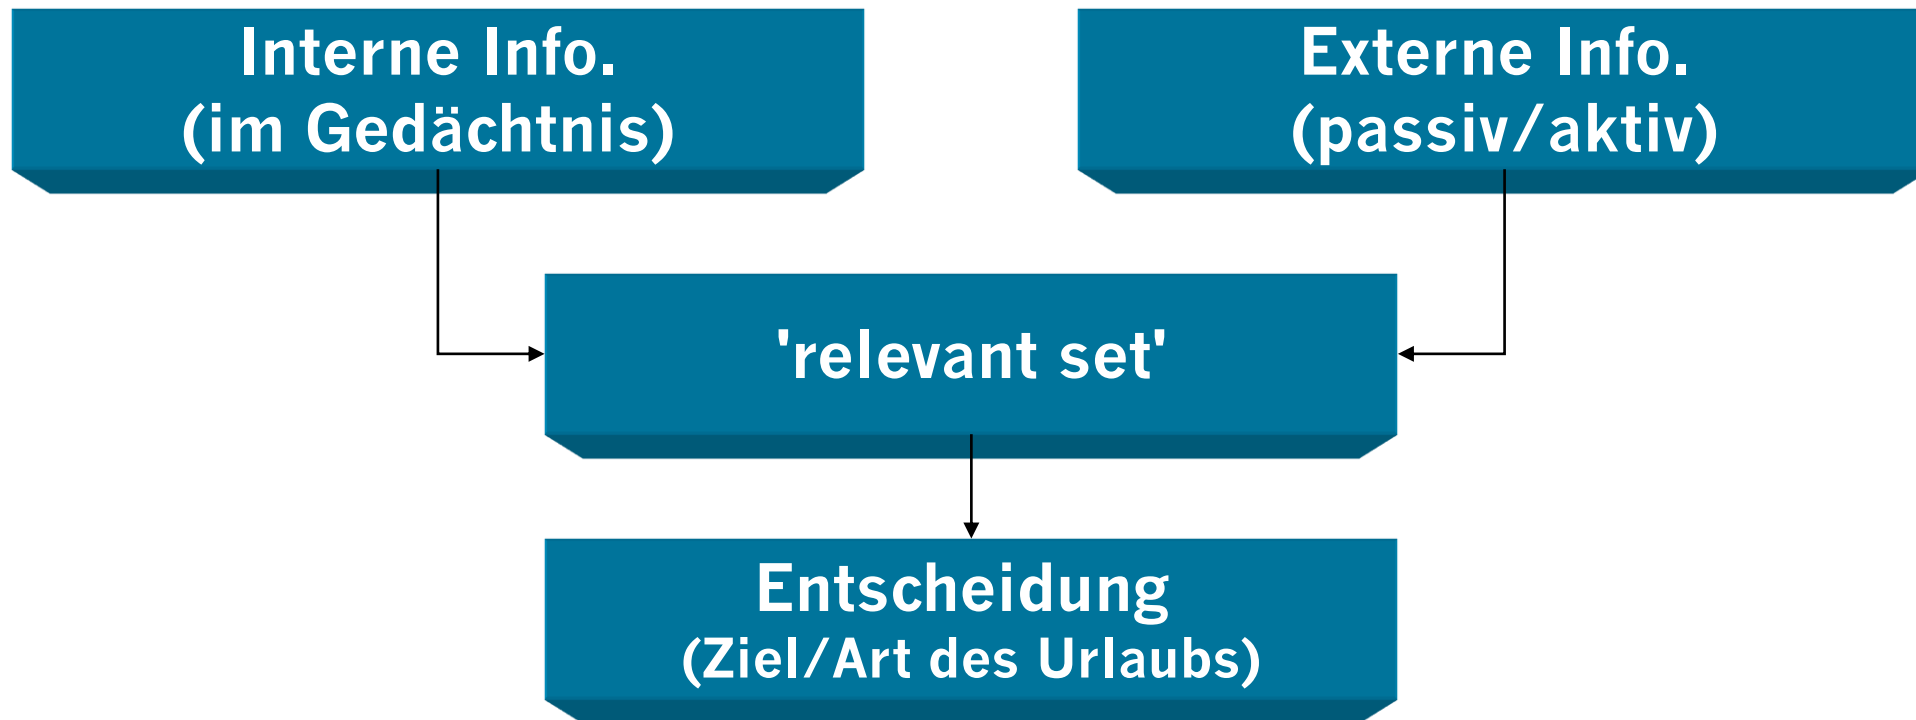 Interne Info.
(im Gedächtnis)
Externe Info.
(passiv/aktiv)
'relevant set'
Entscheidung
(Ziel/Art des Urlaubs)